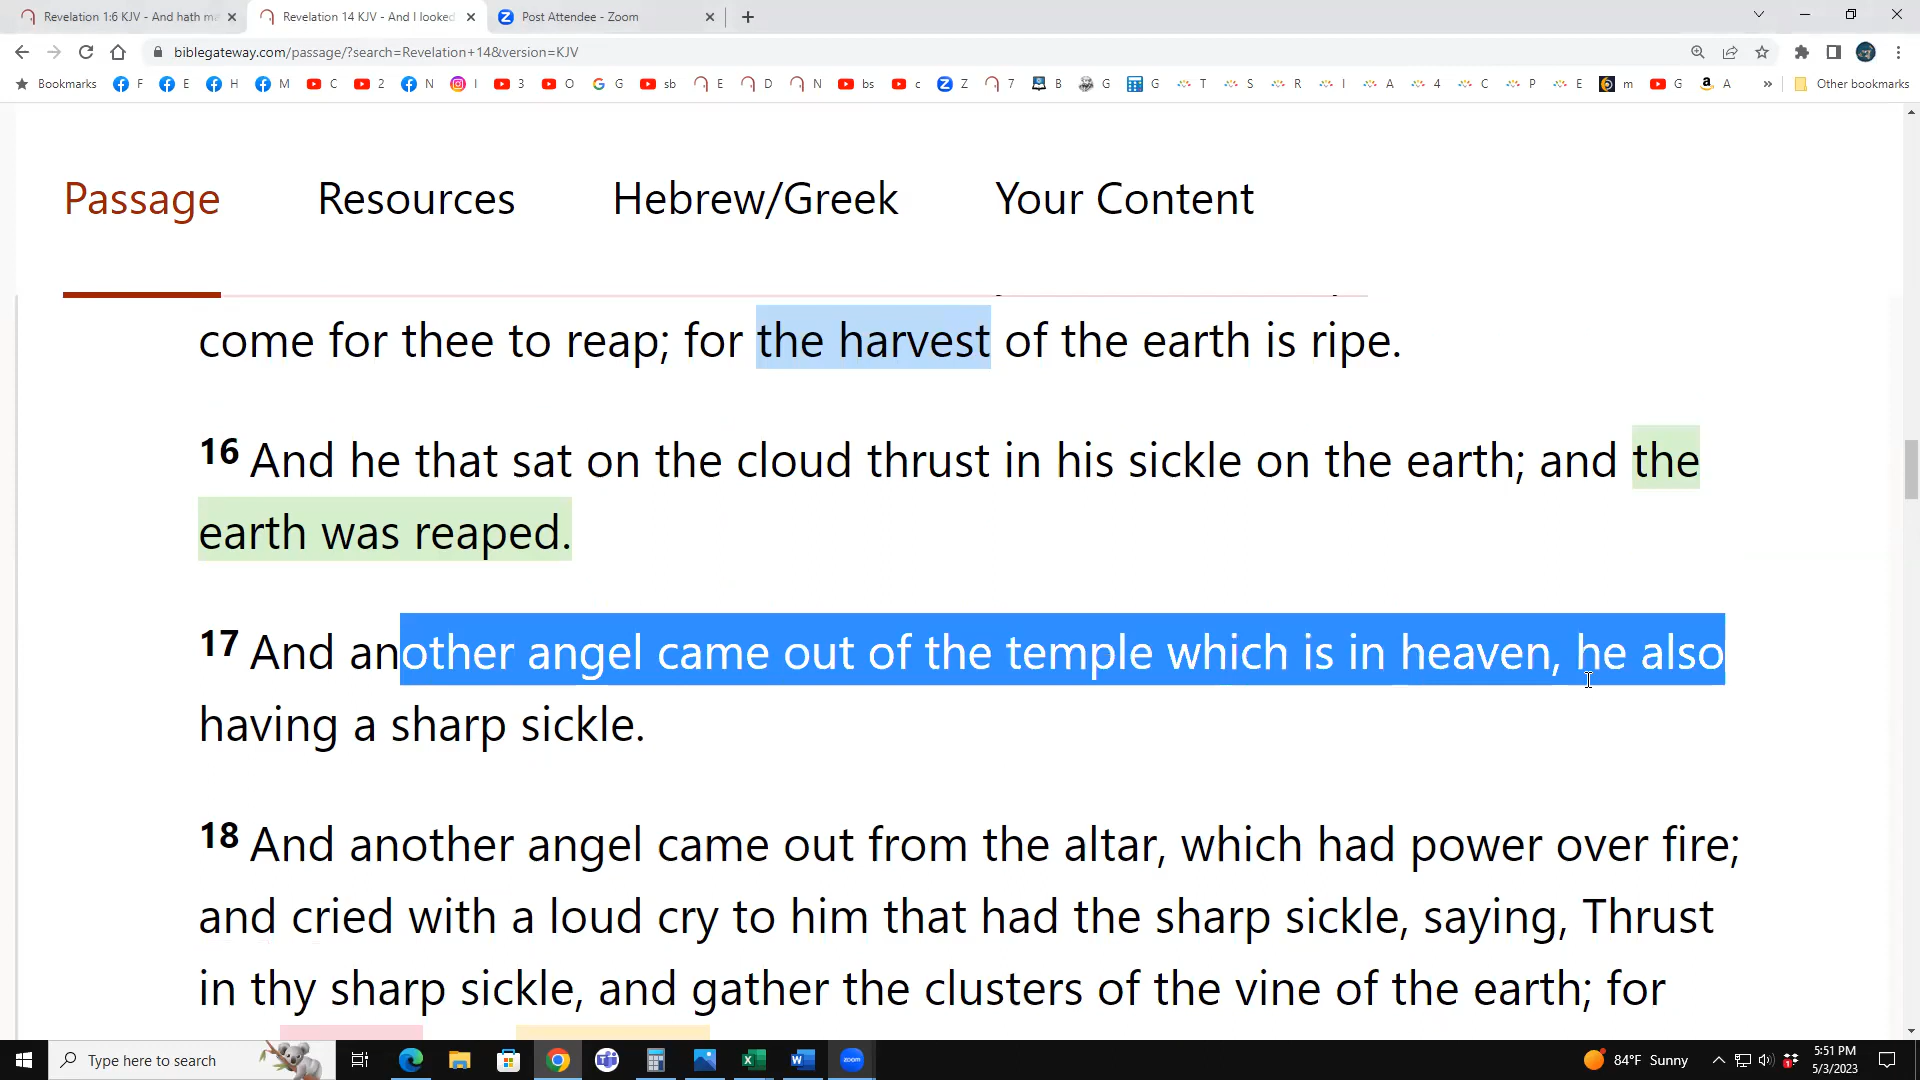 Revelation 1:6 KJV - And hath ma
Revelation 14 KJV - And I looked
Post Attendee - Zoom
biblegateway.com/passage/?search=Revelation+14&version=KJV
Bookmarks F E H M C 2 N I 3 O G sb E D N bs c Z 7 B G G T S R I A 4 C P E m G A » Other bookmarks
Passage Resources Hebrew/Greek Your Content
come for thee to reap; for the harvest of the earth is ripe.
16 And he that sat on the cloud thrust in his sickle on the earth; and the
earth was reaped.
17 And another angel came out of the temple which is in heaven, he also
having a sharp sickle.
18 And another angel came out from the altar, which had power over fire;
and cried with a loud cry to him that had the sharp sickle, saying, Thrust
in thy sharp sickle, and gather the clusters of the vine of the earth; for
Type here to search
84°F Sunny
5:51 PM
5/3/2023